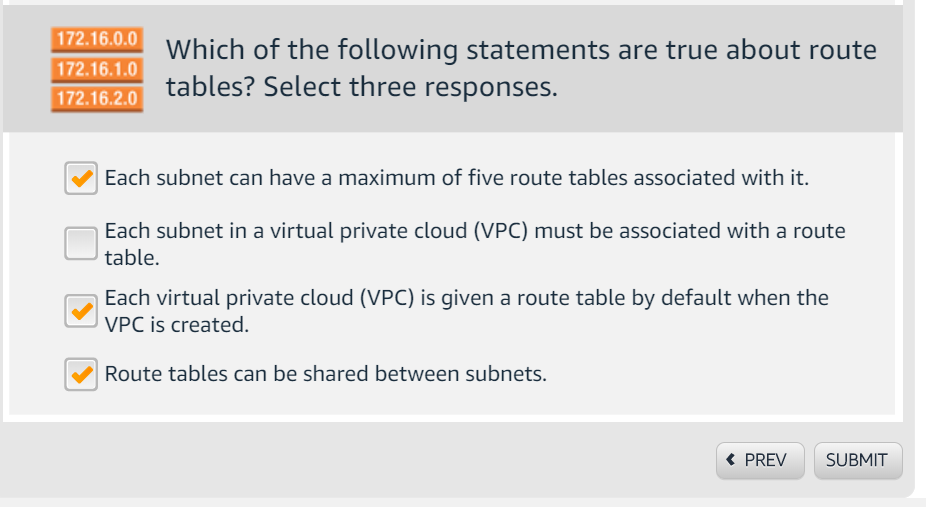 172.16.0.0
172.16.1.0
172.16.2.0
Which of the following statements are true about route
tables? Select three responses.
Each subnet can have a maximum of five route tables associated with it.
Each subnet in a virtual private cloud (VPC) must be associated with a route
table.
Each virtual private cloud (VPC) is given a route table by default when the
VPC is created.
Route tables can be shared between subnets.
PREV
SUBMIT